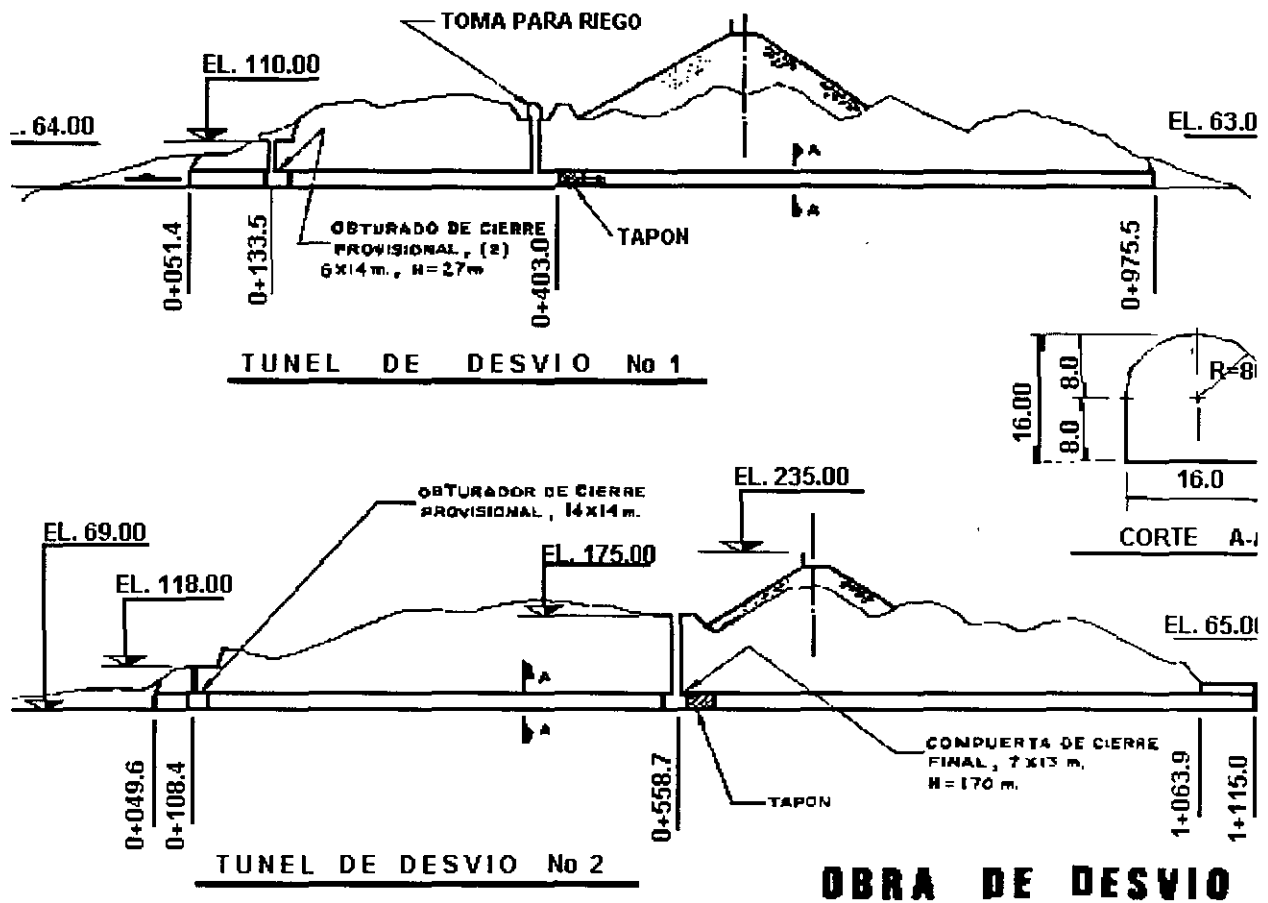 TOMA PARA RIEGO
EL. 110.00
L. 64.00
EL. 63.0
A
A
OBTURADO DE CIERRE
PROVISIONAL, (2)
6X14 m., H=27m
TAPON
0+051.4
0+133.5
0+403.0
0+975.5
TUNEL DE DESVIO No 1
16.00
8.0
8.0
R=8
16.0
CORTE A-A
OBTURADOR DE CIERRE
PROVISIONAL, 14X14 m.
EL. 235.00
EL. 69.00
EL. 175.00
EL. 118.00
EL. 65.00
A
A
COMPUERTA DE CIERRE
FINAL, 7 X13 m,
H=170 m.
TAPON
0+049.6
0+108.4
0+558.7
1+063.9
1+115.0
TUNEL DE DESVIO No 2
OBRA DE DESVIO